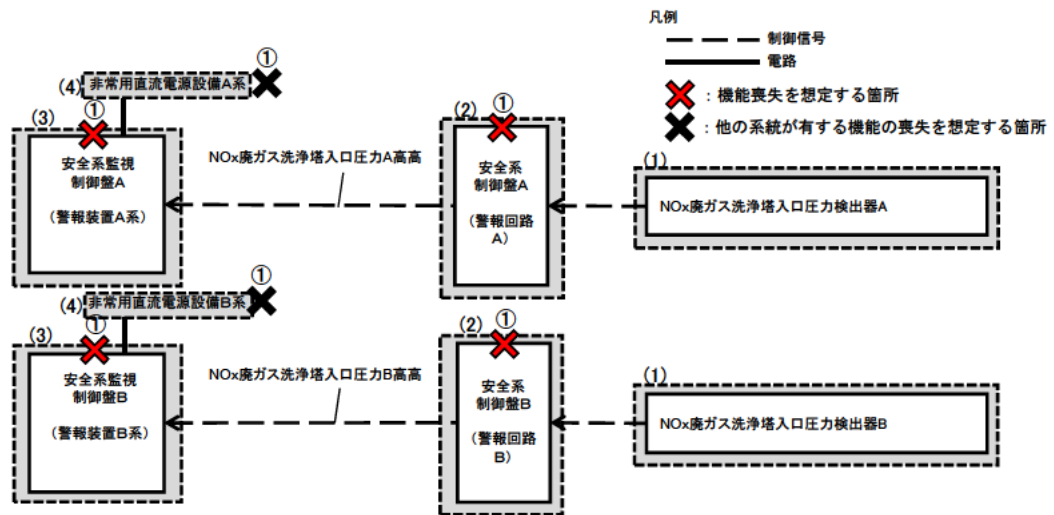 凡例
制御信号
電路
：機能喪失を想定する箇所
：他の系統が有する機能の喪失を想定する箇所
①
(4)
非常用直流電源設備A系
(3)
①
安全系監視
制御盤A
（警報装置A系）
NOx廃ガス洗浄塔入口圧力A高高
(2)
①
安全系
制御盤A
（警報回路
A）
(1)
NOx廃ガス洗浄塔入口圧力検出器A
①
(4)
非常用直流電源設備B系
(3)
①
安全系監視
制御盤B
（警報装置B系）
NOx廃ガス洗浄塔入口圧力B高高
(2)
①
安全系
制御盤B
（警報回路
B）
(1)
NOx廃ガス洗浄塔入口圧力検出器B